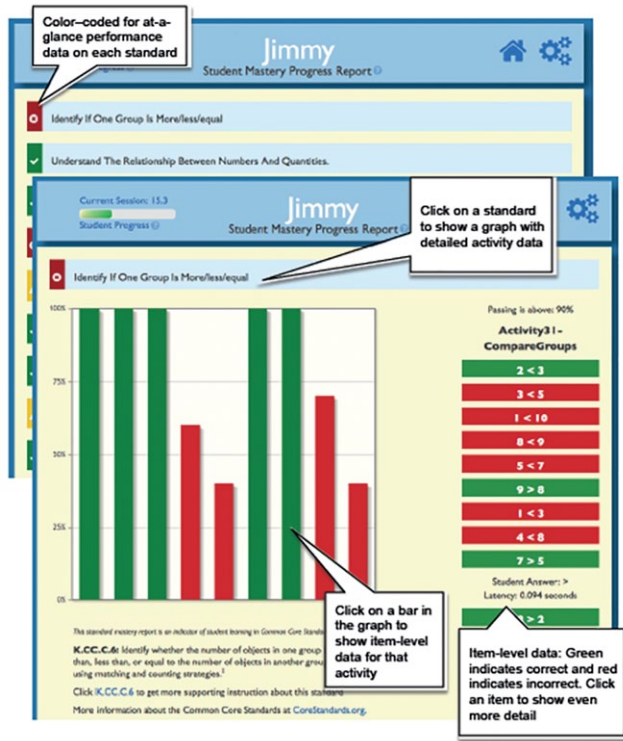 Color–coded for at-a-
glance performance
data on each standard
Jimmy
Student Mastery Progress Report
Identify If One Group Is More/less/equal
Understand The Relationship Between Numbers And Quantities.
Current Session: 15.3
Student Progress
Jimmy
Student Mastery Progress Report
Click on a standard
to show a graph with
detailed activity data
Identify If One Group Is More/less/equal
100%
75%
50%
25%
0%
Passing is above: 90%
Activity31-
CompareGroups
2 < 3
3 < 5
1 < 10
8 < 9
5 < 7
9 > 8
1 < 3
4 < 8
7 > 5
Student Answer: >
Latency: 0.094 seconds
> 2
Click on a bar in
the graph to
show item-level
data for that
activity
Item-level data: Green
indicates correct and red
indicates incorrect. Click
an item to show even
more detail
This standard mastery report is an indicator of student learning in Common Core
K.CC.C.6: Identify whether the number of objects in one group
than, less than, or equal to the number of objects in another
using matching and counting strategies.
Click K.CC.C.6 to get more supporting instruction about this standard
More information about the Common Core Standards at CoreStandards.org.